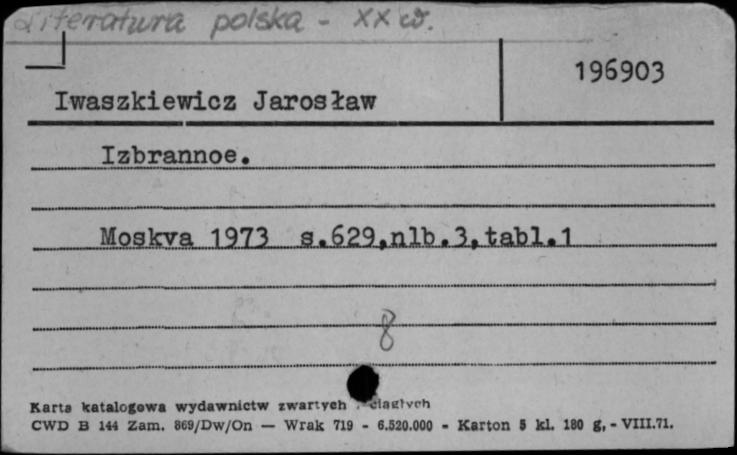 Literatura polska - XX w.
196903
Iwaszkiewicz Jarosław
Izbrannoe.
Moskva 1973 s.629,nlb.3,tabl.1
8
Karta katalogowa wydawnictw zwartych ciągłych
CWD B 144 Zam. 869/Dw/On — Wrak 719 - 6.520.000 - Karton 5 kl. 180 g, - VIII.71.